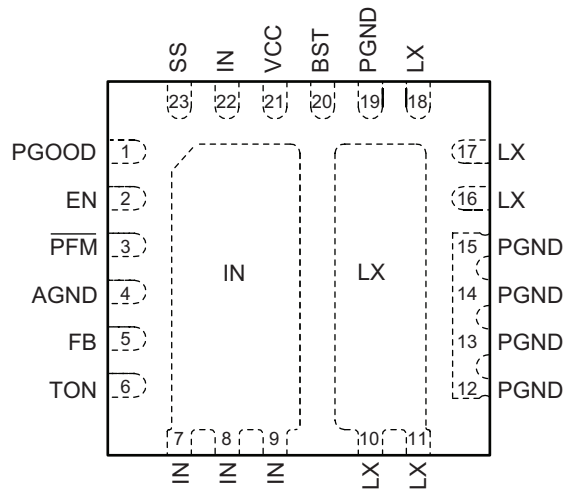 SS IN VCC BST PGND LX
23 22 21 20 19 18
PGOOD 1
17 LX
EN 2
16 LX
PFM 3
15 PGND
IN
LX
AGND 4
14 PGND
FB 5
13 PGND
TON 6
12 PGND
7 8 9 10 11
IN IN IN LX LX